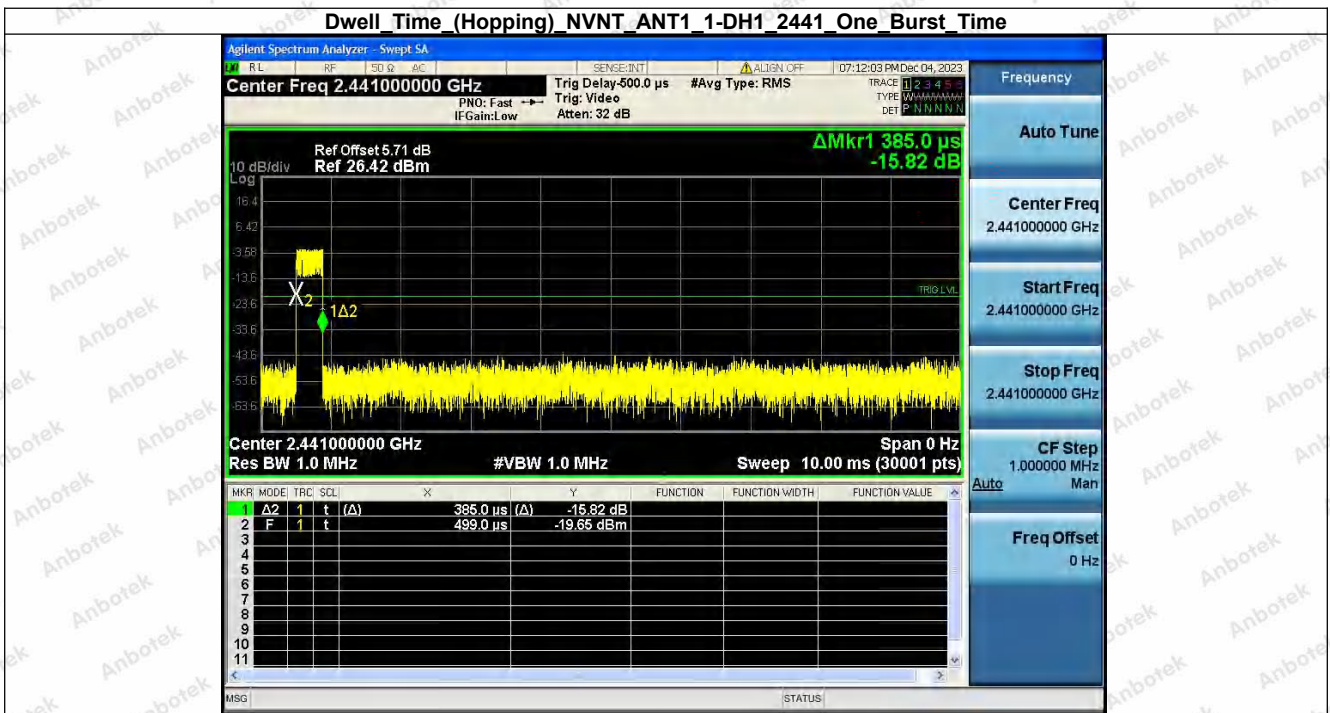 Dwell_Time_(Hopping)_NVNT_ANT1_1-DH1_2441_One_Burst_Time
Agilent Spectrum Analyzer - Swept SA
RL RF 50 Ω AC SENSE:INT ALIGN OFF 07:12:03 PM Dec 04, 2023
Center Freq 2.441000000 GHz
PNO: Fast
IFGain:Low
Trig Delay-500.0 µs
Trig: Video
Atten: 32 dB
#Avg Type: RMS
TRACE 1 2 3 4 5 6
TYPE WWWWWW
DET P N N N N N
ΔMkr1 385.0 µs
-15.82 dB
Ref Offset 5.71 dB
10 dB/div Ref 26.42 dBm
Log
16.4
6.42
-3.58
-13.6
-23.6
-33.6
-43.6
-53.6
-63.6
TRIG LVL
2
1Δ2
Center 2.441000000 GHz Span 0 Hz
Res BW 1.0 MHz #VBW 1.0 MHz Sweep 10.00 ms (30001 pts)
MKR MODE TRC SCL X Y FUNCTION FUNCTION WIDTH FUNCTION VALUE
1 Δ2 1 t (Δ) 385.0 µs (Δ) -15.82 dB
2 F 1 t 499.0 µs -19.65 dBm
3
4
5
6
7
8
9
10
11
MSG STATUS
Frequency
Auto Tune
Center Freq
2.441000000 GHz
Start Freq
2.441000000 GHz
Stop Freq
2.441000000 GHz
CF Step
1.000000 MHz
Auto Man
Freq Offset
0 Hz
Anbotek